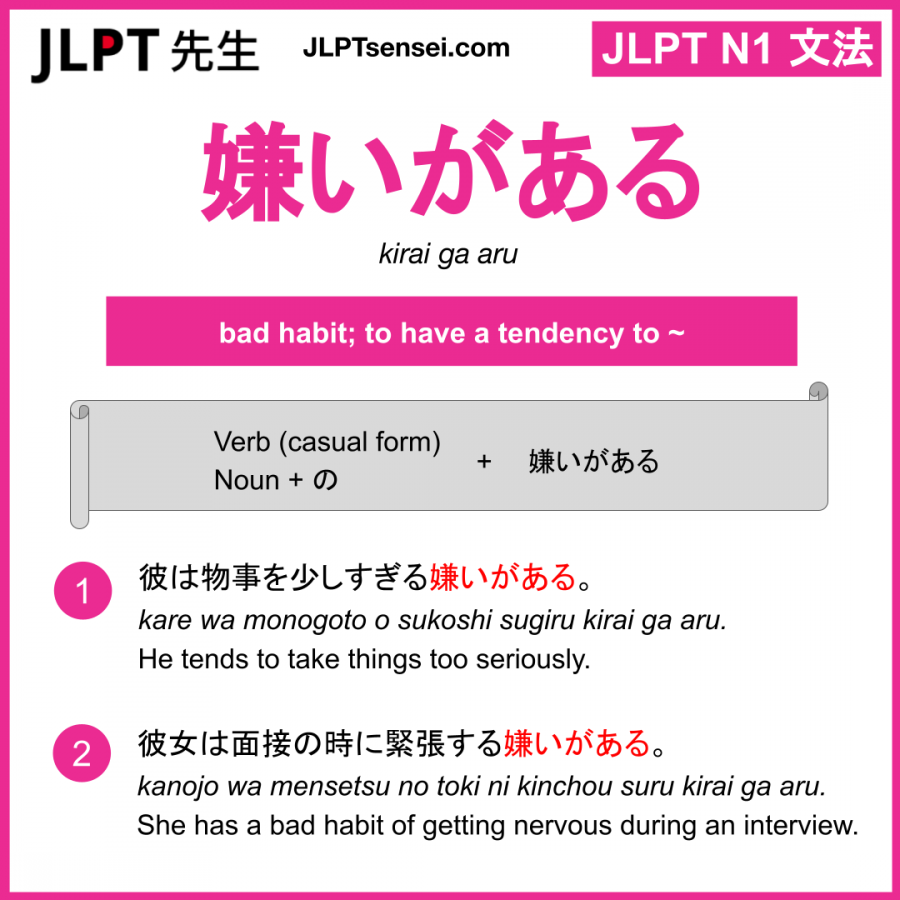 JLPT 先生
JLPTsensei.com
JLPT N1 文法
嫌いがある
kirai ga aru
bad habit; to have a tendency to ~
Verb (casual form)
Noun + の
+ 嫌いがある
1
彼は物事を少しすぎる嫌いがある。
kare wa monogoto o sukoshi sugiru kirai ga aru.
He tends to take things too seriously.
2
彼女は面接の時に緊張する嫌いがある。
kanojo wa mensetsu no toki ni kinchou suru kirai ga aru.
She has a bad habit of getting nervous during an interview.